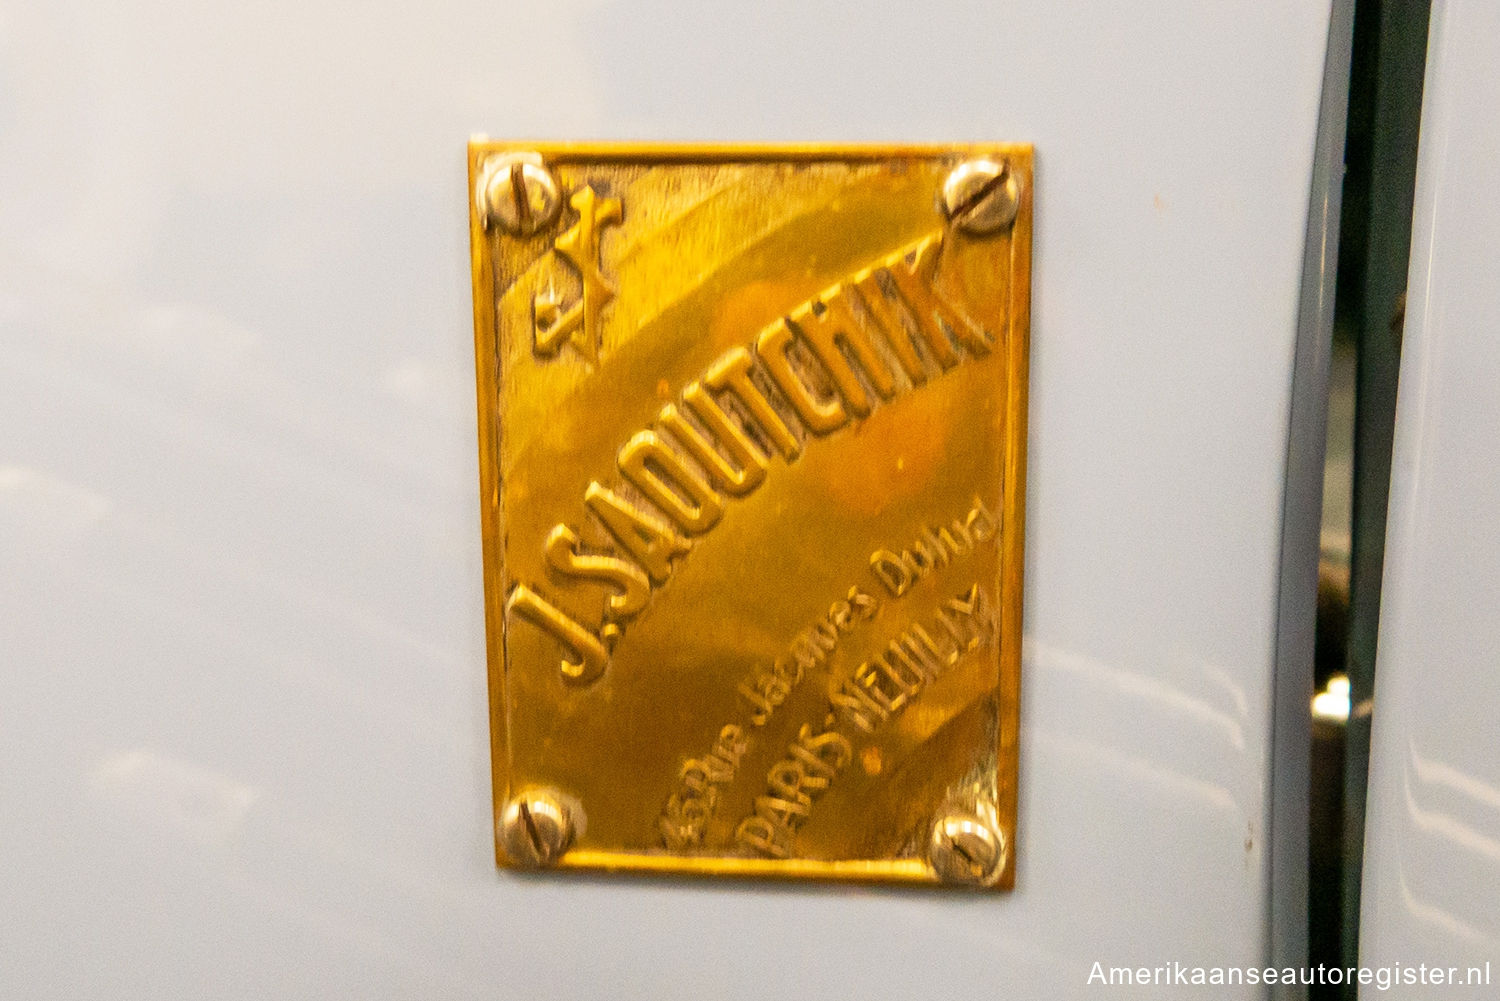 J. SAOUTCHIK
46 Rue Jacques Dulud
PARIS-NEUILLY
Amerikaanseautoregister.nl